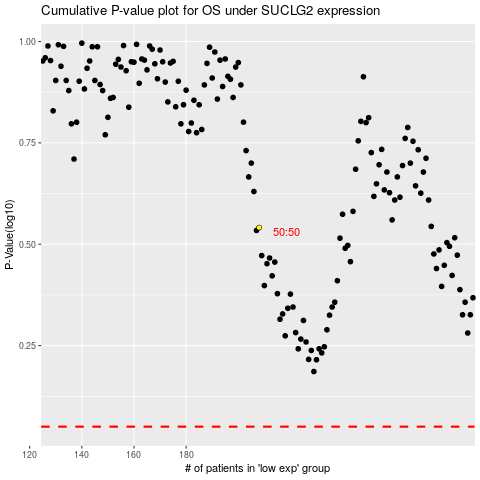 Cumulative P-value plot for OS under SUCLG2 expression
P-Value(log10)
1.00
0.75
0.50
0.25
50:50
120 140 160 180
# of patients in 'low exp' group